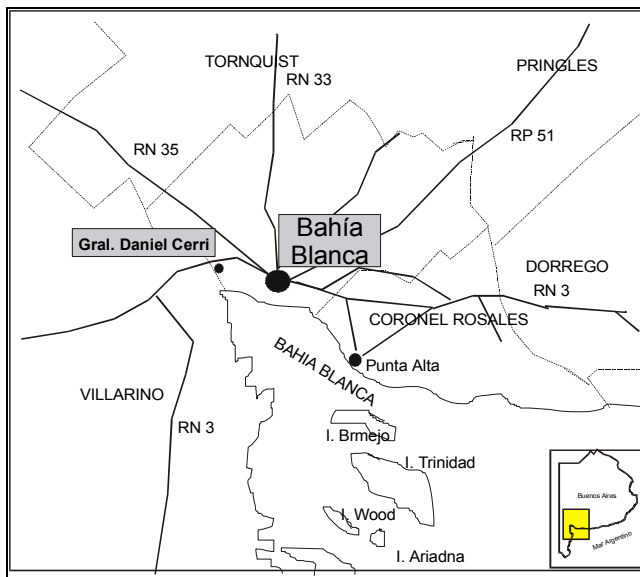 TORNQUIST
RN 33
PRINGLES
RN 35
RP 51
Bahía
Blanca
Gral. Daniel Cerri
DORREGO
RN 3
CORONEL ROSALES
BAHIA BLANCA
Punta Alta
VILLARINO
RN 3
I. Brmejo
I. Trinidad
I. Wood
I. Ariadna
Buenos Aires
Mar Argentino